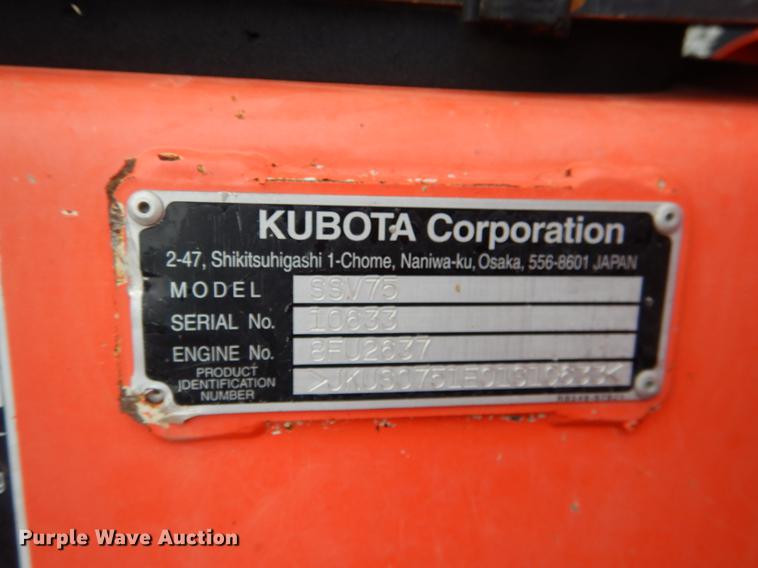 KUBOTA Corporation
2-47, Shikitsuhigashi 1-Chome, Naniwa-ku, Osaka, 556-8601 JAPAN
MODEL SSV75
SERIAL No. 10633
ENGINE No. 8FU2637
PRODUCT IDENTIFICATION NUMBER
Purple Wave Auction